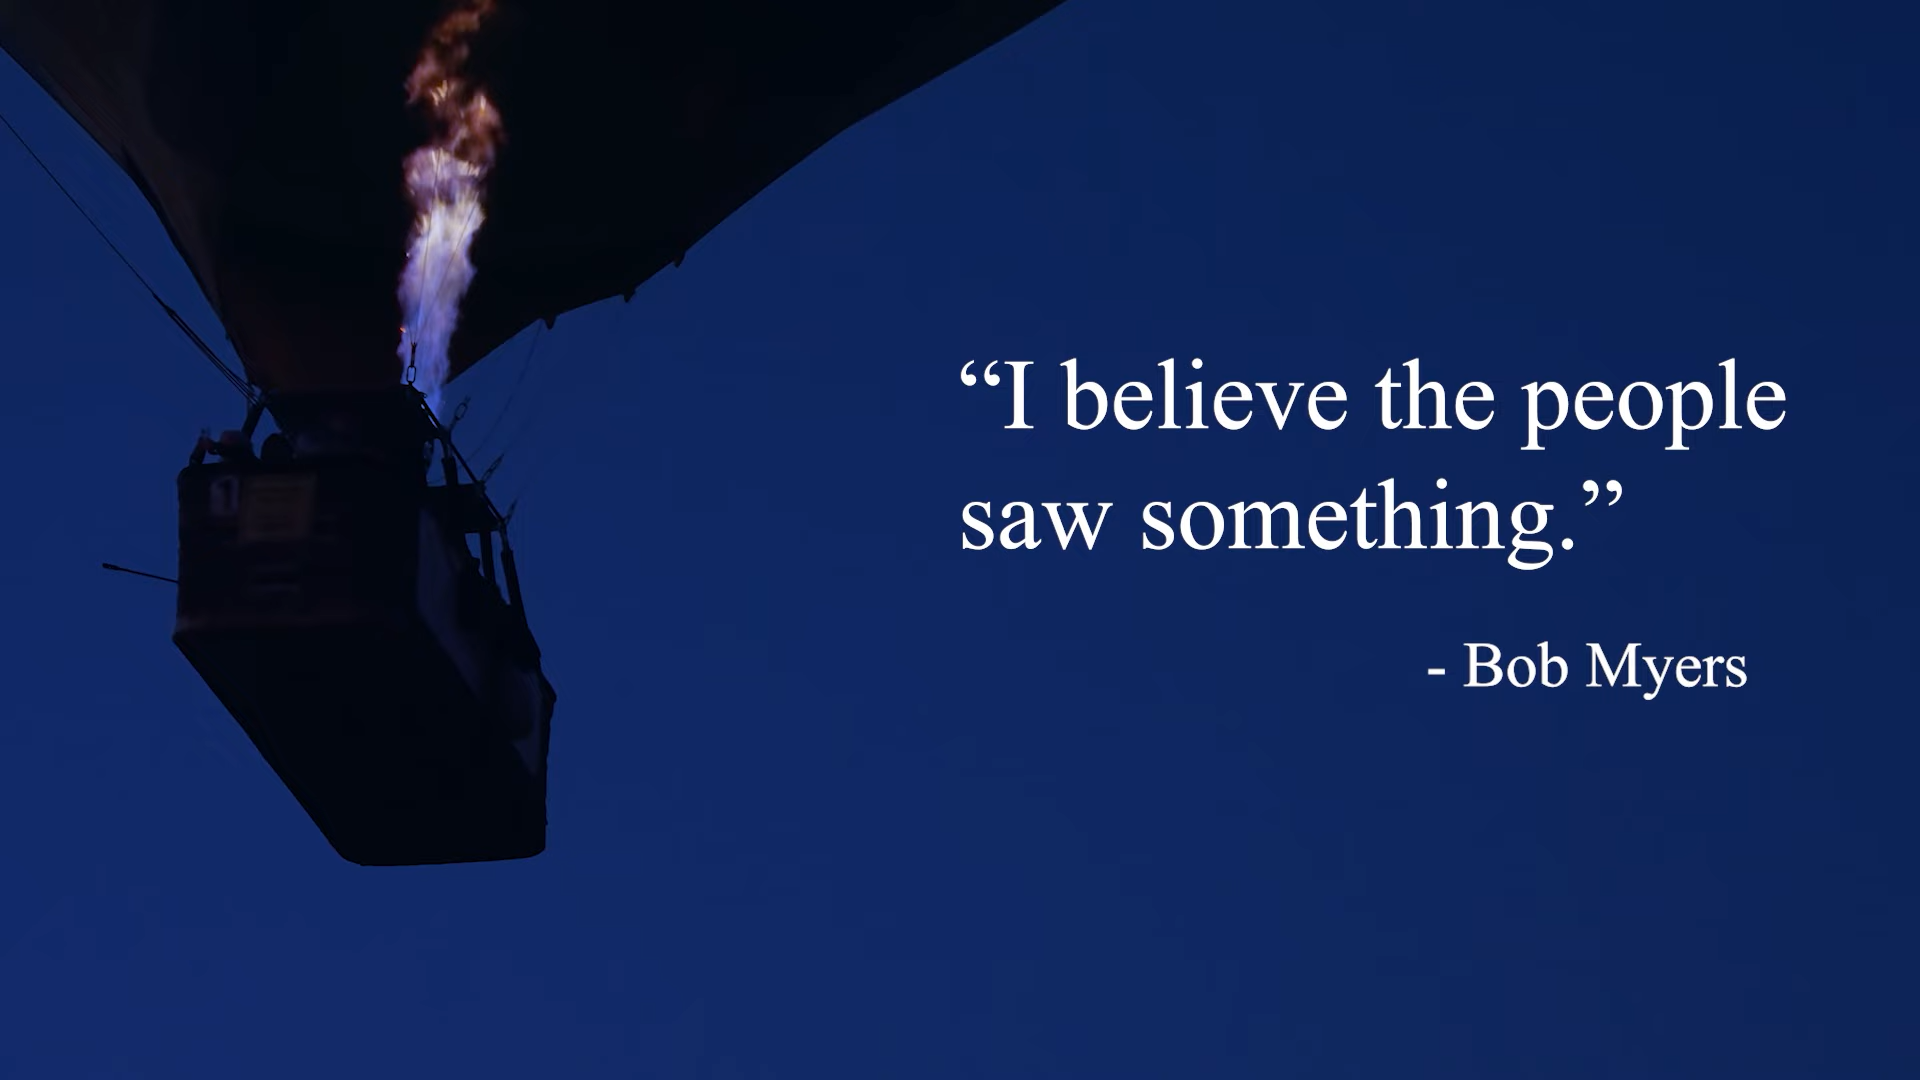 “I believe the people
saw something.”
- Bob Myers